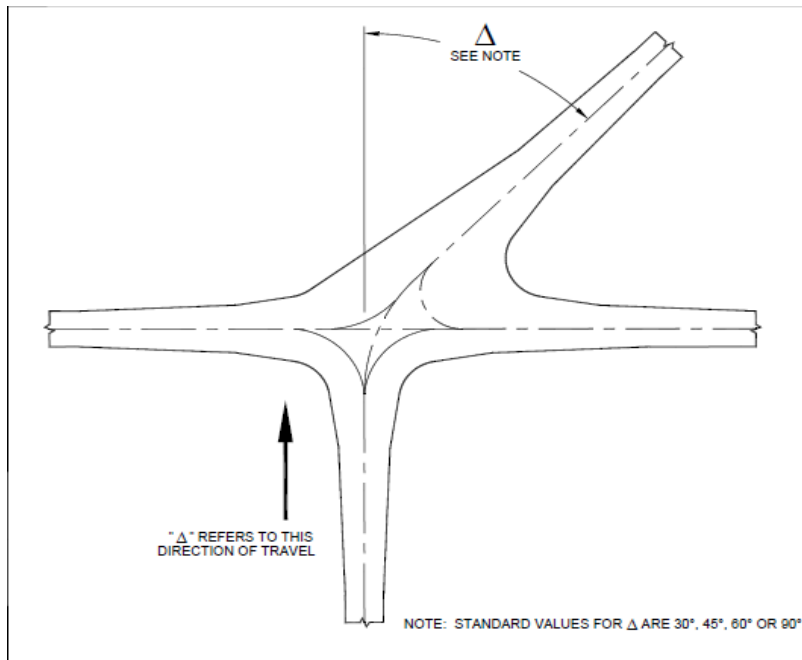 Δ
SEE NOTE
"Δ" REFERS TO THIS
DIRECTION OF TRAVEL
NOTE: STANDARD VALUES FOR Δ ARE 30°, 45°, 60° OR 90°